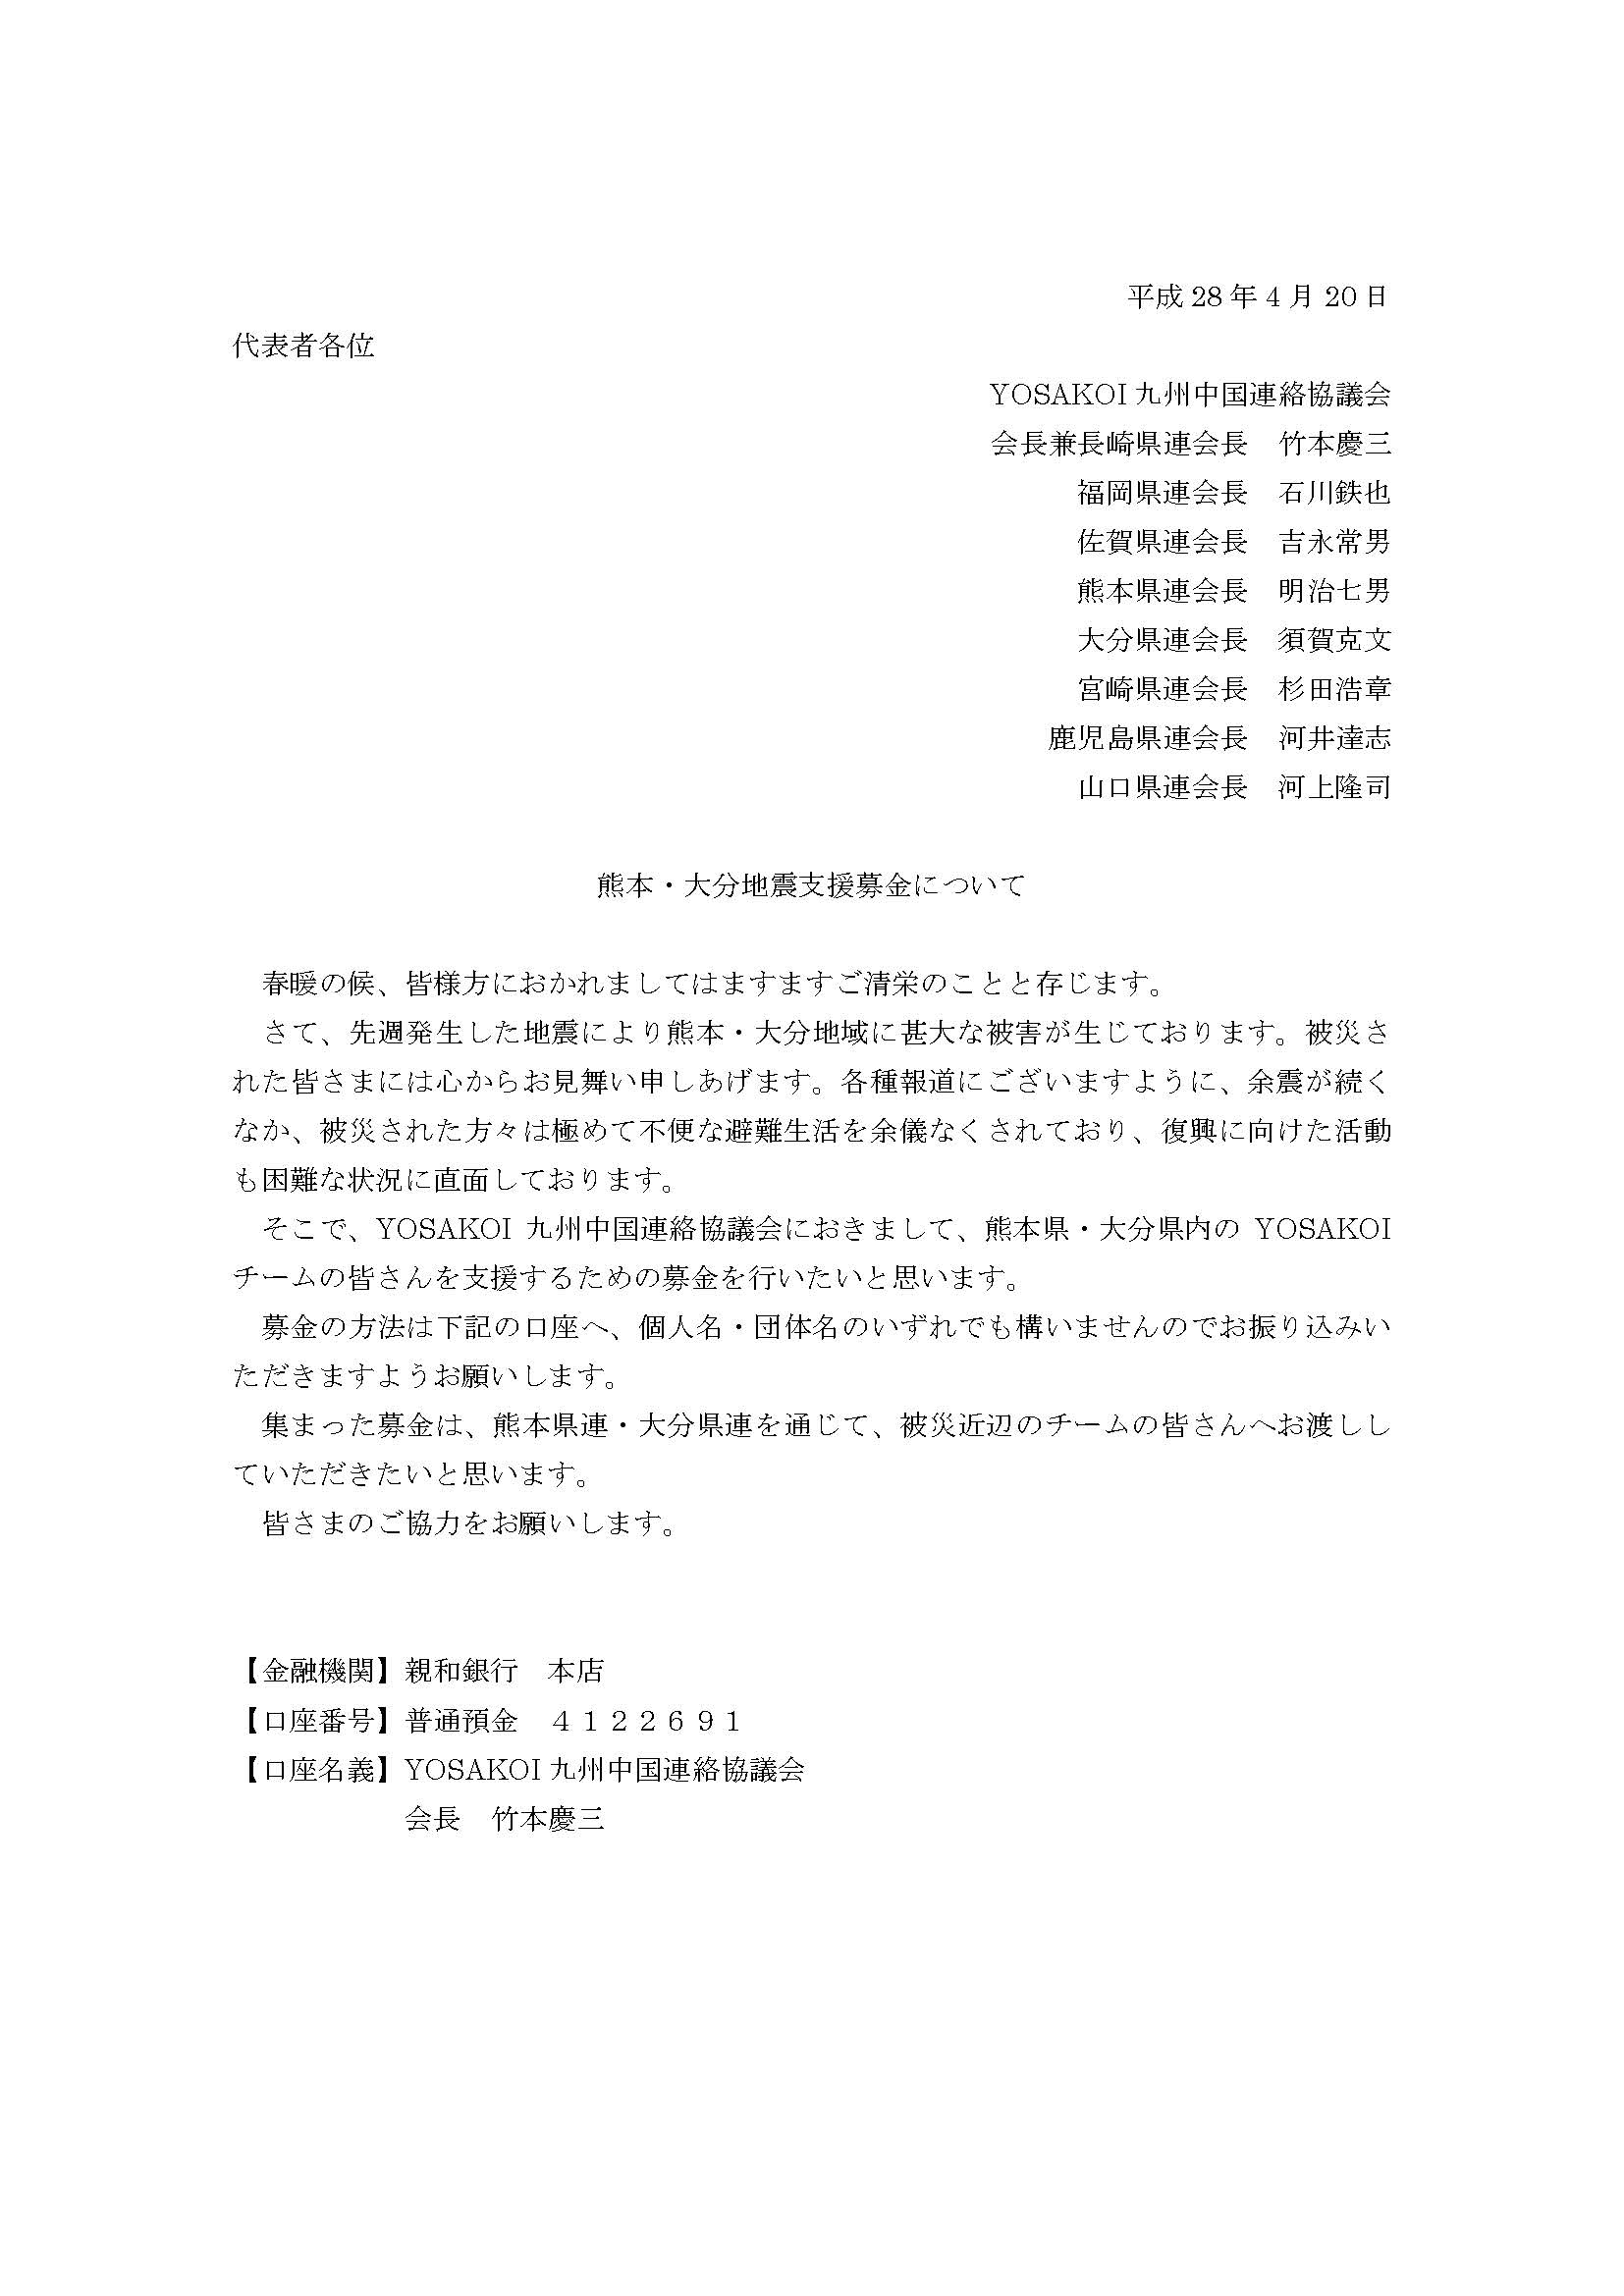 平成 28 年 4 月 20 日
代表者各位
YOSAKOI 九州中国連絡協議会
会長兼長崎県連会長　竹本慶三
福岡県連会長　石川鉄也
佐賀県連会長　吉永常男
熊本県連会長　明治七男
大分県連会長　須賀克文
宮崎県連会長　杉田浩章
鹿児島県連会長　河井達志
山口県連会長　河上隆司
熊本・大分地震支援募金について
　春暖の候、皆様方におかれましてはますますご清栄のことと存じます。
　さて、先週発生した地震により熊本・大分地域に甚大な被害が生じております。被災さ
れた皆さまには心からお見舞い申しあげます。各種報道にございますように、余震が続く
なか、被災された方々は極めて不便な避難生活を余儀なくされており、復興に向けた活動
も困難な状況に直面しております。
　そこで、YOSAKOI 九州中国連絡協議会におきまして、熊本県・大分県内の YOSAKOI
チームの皆さんを支援するための募金を行いたいと思います。
　募金の方法は下記の口座へ、個人名・団体名のいずれでも構いませんのでお振り込みい
ただきますようお願いします。
　集まった募金は、熊本県連・大分県連を通じて、被災近辺のチームの皆さんへお渡しし
ていただきたいと思います。
　皆さまのご協力をお願いします。
【金融機関】親和銀行　本店
【口座番号】普通預金　４１２２６９１
【口座名義】YOSAKOI 九州中国連絡協議会
会長　竹本慶三